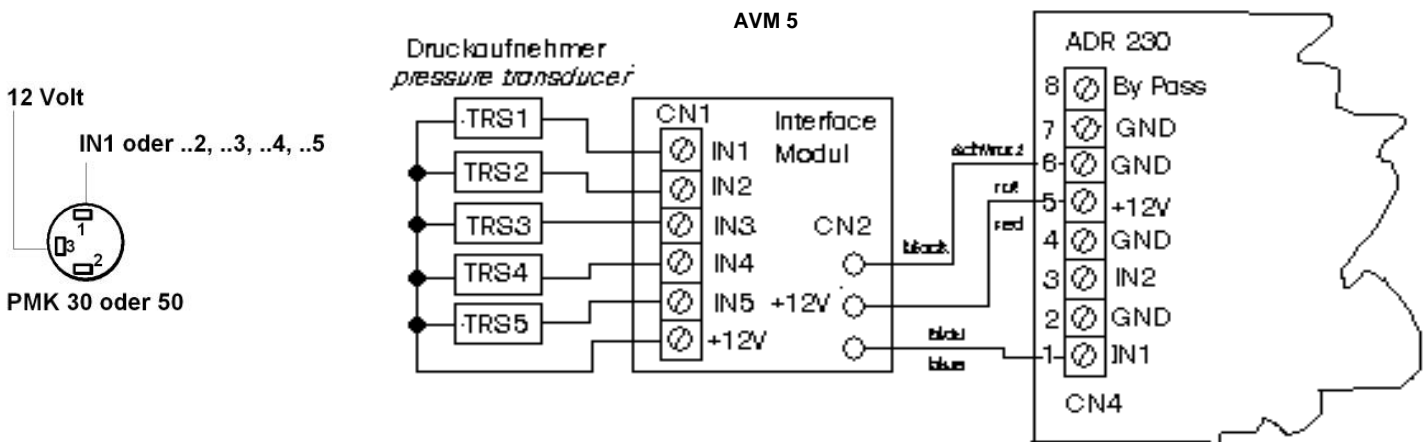 AVM 5
12 Volt
IN1 oder ..2, ..3, ..4, ..5
1
3
2
PMK 30 oder 50
Druckaufnehmer
pressure transducer
TRS1
TRS2
TRS3
TRS4
TRS5
CN1
Interface
Modul
IN1
IN2
IN3
IN4
IN5
+12V
CN2
+12V
schwarz
black
rot
red
blau
blue
ADR 230
8 By Pass
7 GND
6 GND
5 +12V
4 GND
3 IN2
2 GND
1 IN1
CN4